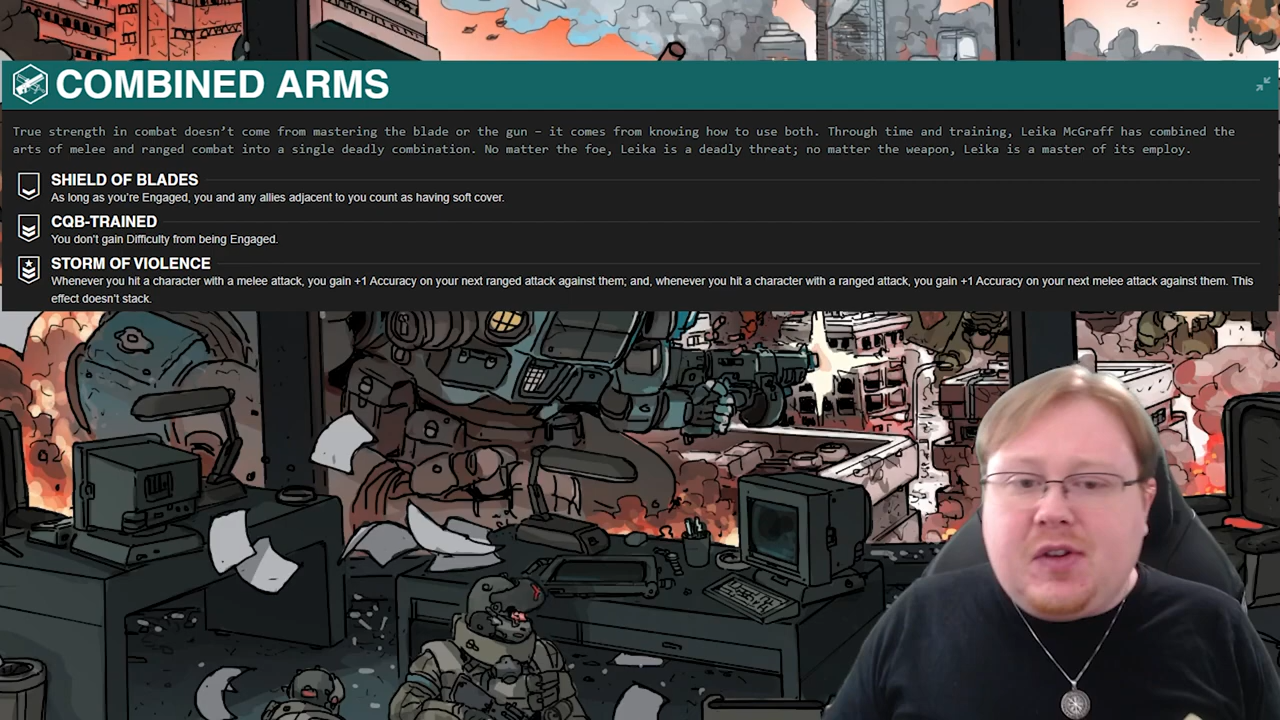 COMBINED ARMS
True strength in combat doesn't come from mastering the blade or the gun – it comes from knowing how to use both. Through time and training, Leika McGraff has combined the
arts of melee and ranged combat into a single deadly combination. No matter the foe, Leika is a deadly threat; no matter the weapon, Leika is a master of its employ.
SHIELD OF BLADES
As long as you're Engaged, you and any allies adjacent to you count as having soft cover.
CQB-TRAINED
You don't gain Difficulty from being Engaged.
STORM OF VIOLENCE
Whenever you hit a character with a melee attack, you gain +1 Accuracy on your next ranged attack against them; and, whenever you hit a character with a ranged attack, you gain +1 Accuracy on your next melee attack against them. This
effect doesn't stack.